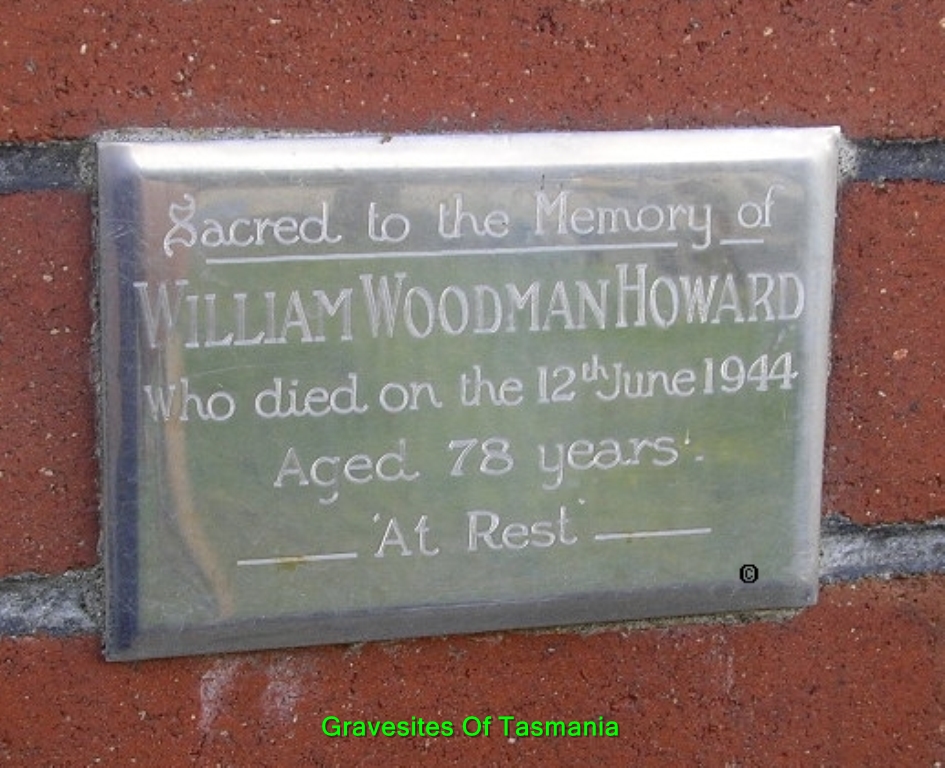 Sacred to the Memory of
WILLIAM WOODMAN HOWARD
Who died on the 12th June 1944
Aged 78 years.
'At Rest'
©
Gravesites Of Tasmania